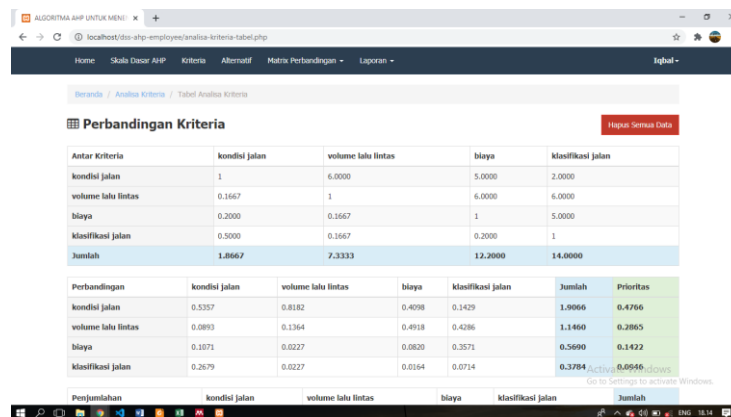 ALGORITMA AHP UNTUK MENE
localhost/dss-ahp-employee/analisa-kriteria-tabel.php
Home Skala Dasar AHP Kriteria Alternatif Matrix Perbandingan Laporan Iqbal
Beranda / Analisa Kriteria / Tabel Analisa Kriteria
Perbandingan Kriteria Hapus Semua Data
Antar Kriteria kondisi jalan volume lalu lintas biaya klasifikasi jalan
kondisi jalan 1 6.0000 5.0000 2.0000
volume lalu lintas 0.1667 1 6.0000 6.0000
biaya 0.2000 0.1667 1 5.0000
klasifikasi jalan 0.5000 0.1667 0.2000 1
Jumlah 1.8667 7.3333 12.2000 14.0000
Perbandingan kondisi jalan volume lalu lintas biaya klasifikasi jalan Jumlah Prioritas
kondisi jalan 0.5357 0.8182 0.4098 0.1429 1.9066 0.4766
volume lalu lintas 0.0893 0.1364 0.4918 0.4286 1.1460 0.2865
biaya 0.1071 0.0227 0.0820 0.3571 0.5690 0.1422
klasifikasi jalan 0.2679 0.0227 0.0164 0.0714 0.3784 0.0946
Activate Windows
Go to Settings to activate Windows.
Penjumlahan kondisi jalan volume lalu lintas biaya klasifikasi jalan Jumlah
ENG 18.14